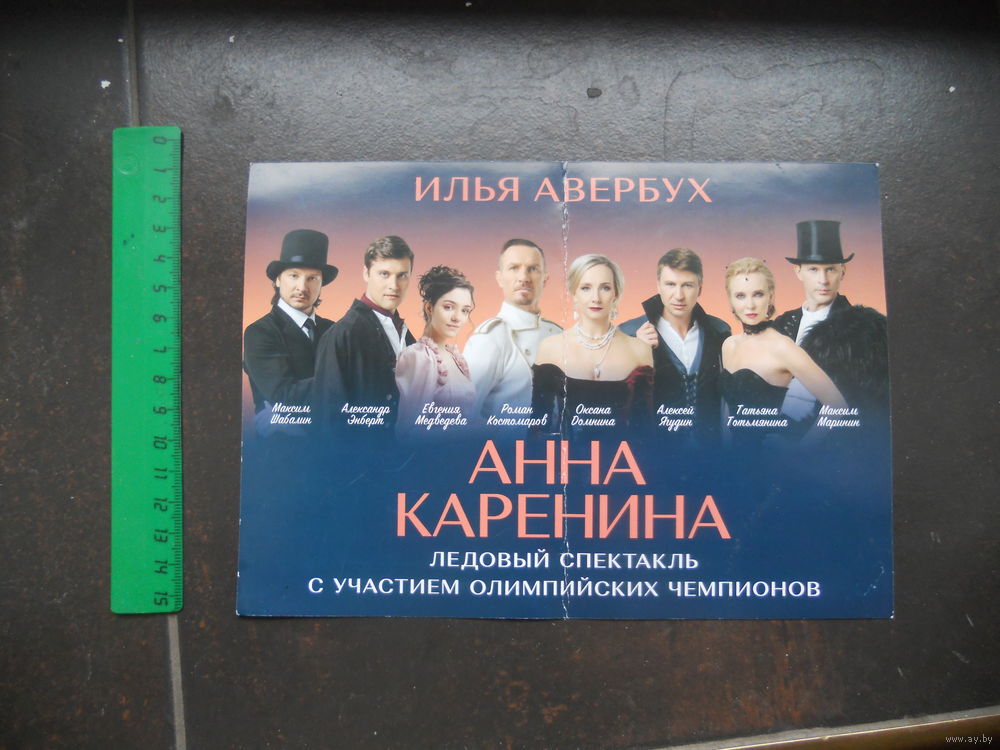 ИЛЬЯ АВЕРБУХ
Максим
Шабалин
Александр
Энберт
Евгения
Медведева
Роман
Костомаров
Оксана
Домнина
Алексей
Ягудин
Татьяна
Тотьмянина
Максим
Маринин
АННА
КАРЕНИНА
ЛЕДОВЫЙ СПЕКТАКЛЬ
С УЧАСТИЕМ ОЛИМПИЙСКИХ ЧЕМПИОНОВ
0 1 2 3 4 5 6 7 8 9 10 11 12 13 14 15
www.ay.by